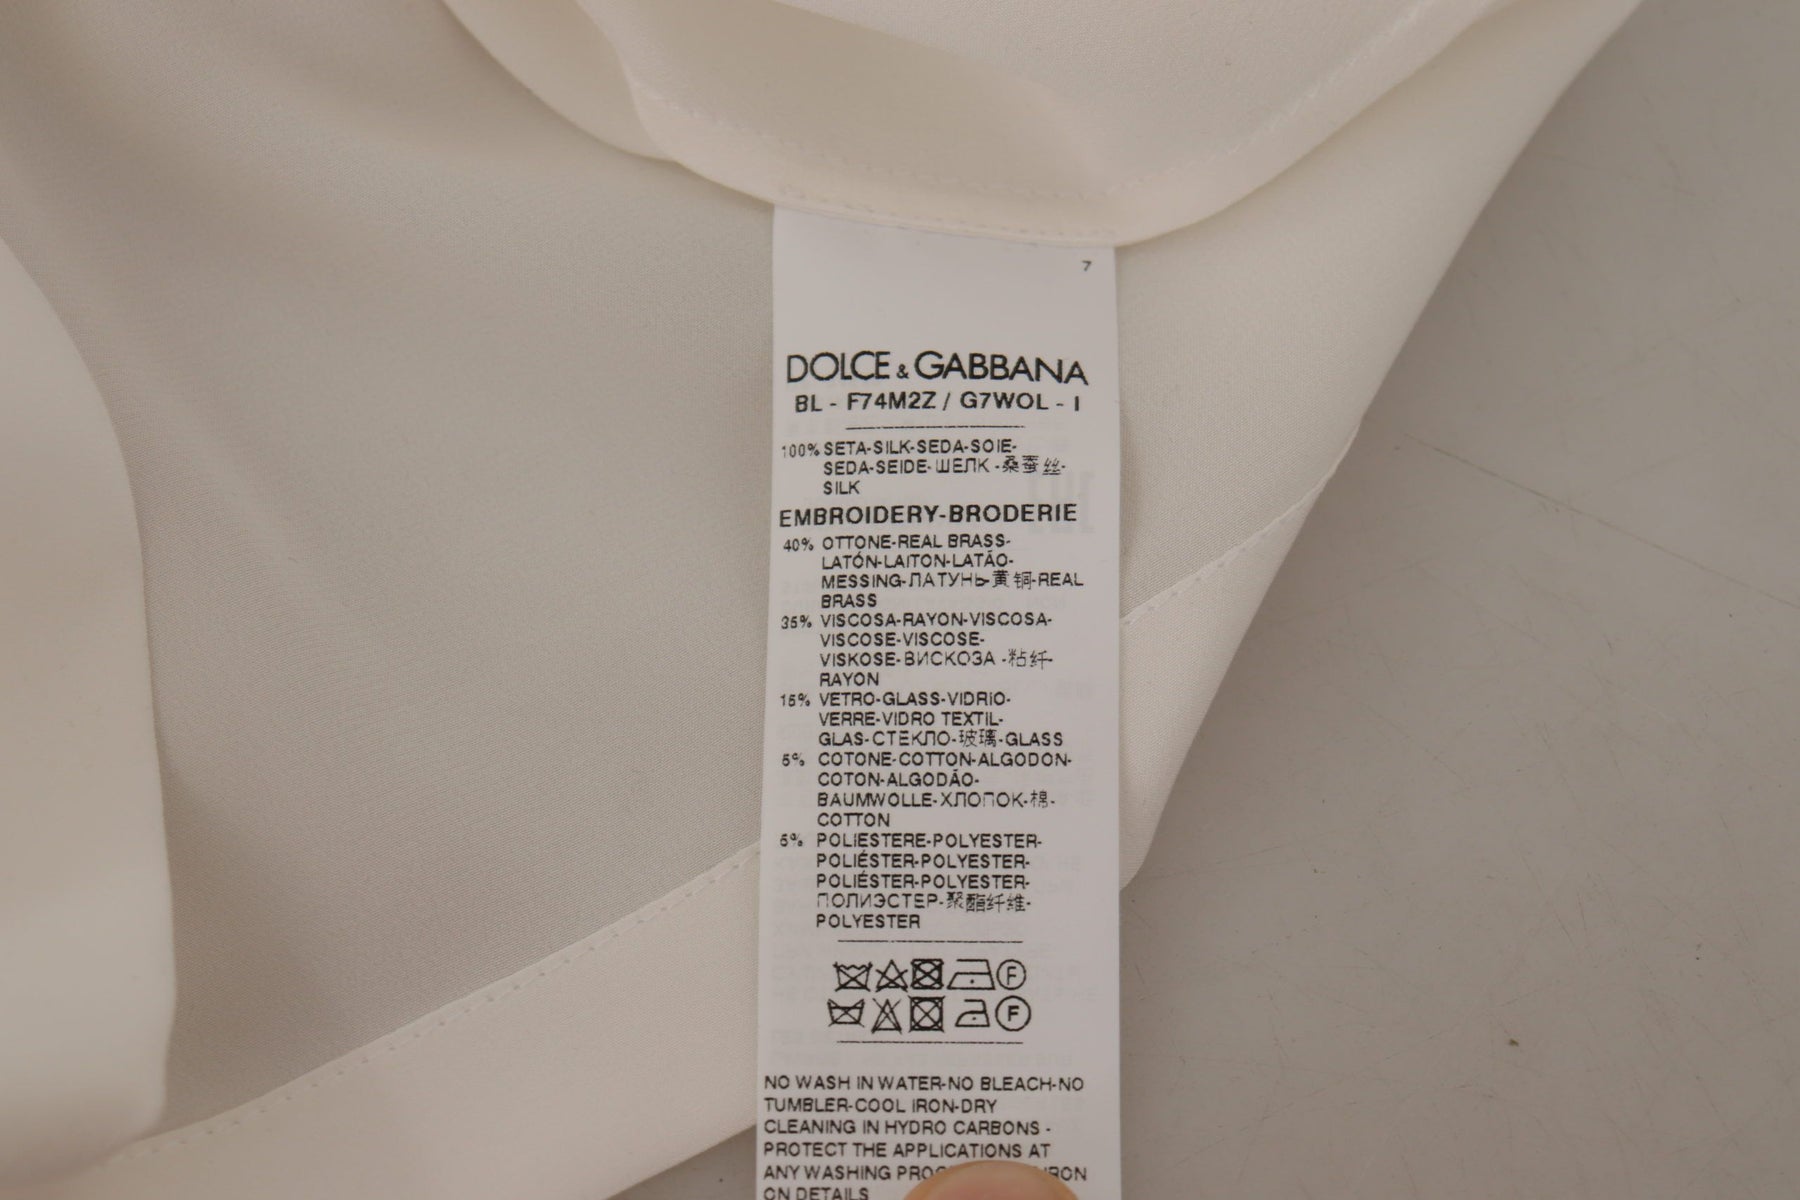 7
DOLCE & GABBANA
BL - F74M2Z / G7WOL - I
100% SETA-SILK-SEDA-SOIE-
SEDA-SEIDE-ШЕЛК -桑蚕丝-
SILK
EMBROIDERY-BRODERIE
40% OTTONE-REAL BRASS-
LATÓN-LAITON-LATÃO-
MESSING-ЛАТУНЬ-黄铜-REAL
BRASS
35% VISCOSA-RAYON-VISCOSA-
VISCOSE-VISCOSE-
VISKOSE-ВИСКОЗА -粘纤-
RAYON
15% VETRO-GLASS-VIDRiO-
VERRE-VIDRO TEXTIL-
GLAS-СТЕКЛО-玻璃-GLASS
5% COTONE-COTTON-ALGODON-
COTON-ALGODÃO-
BAUMWOLLE-ХЛОПОК-棉-
COTTON
5% POLIESTERE-POLYESTER-
POLIÉSTER-POLYESTER-
POLIÉSTER-POLYESTER-
ПОЛИЭСТЕР-聚酯纤维-
POLYESTER
F
F
NO WASH IN WATER-NO BLEACH-NO
TUMBLER-COOL IRON-DRY
CLEANING IN HYDRO CARBONS -
PROTECT THE APPLICATIONS AT
ANY WASHING
ON DETAILS